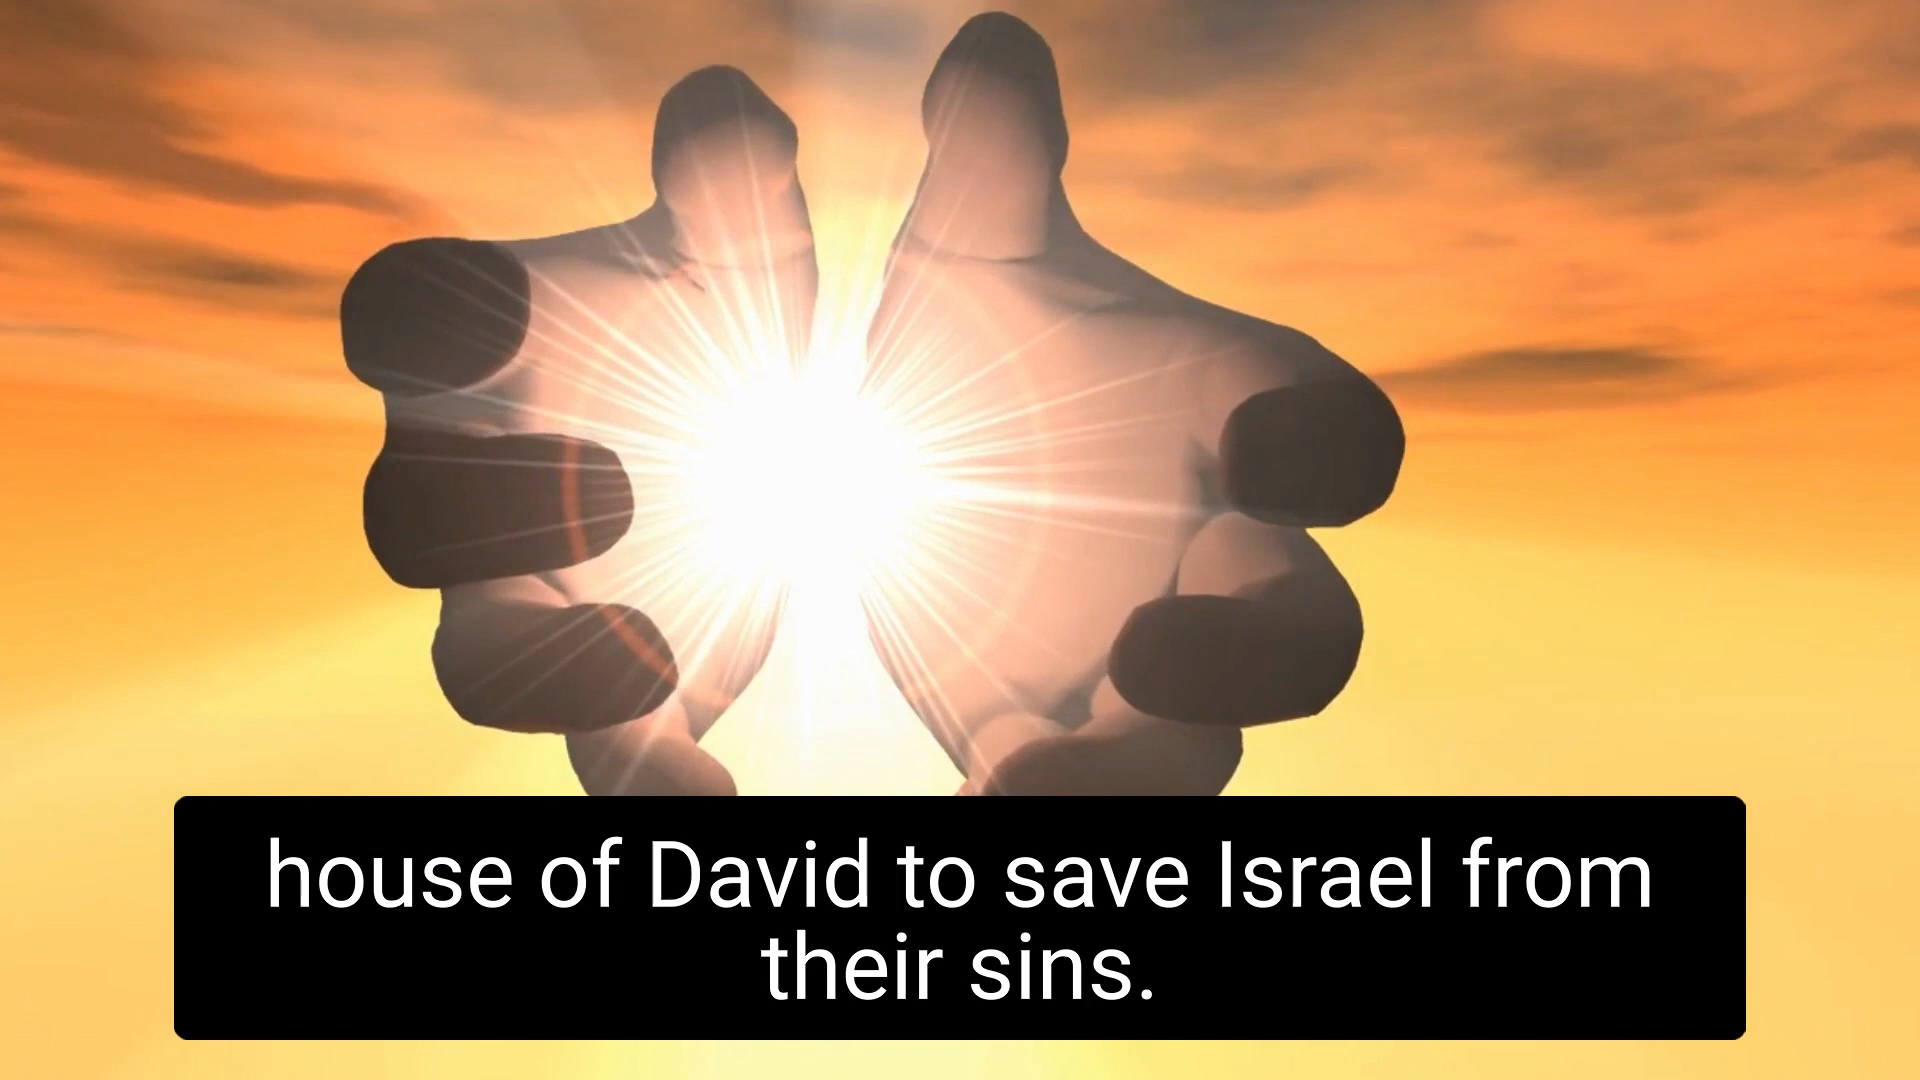 house of David to save Israel from
their sins.